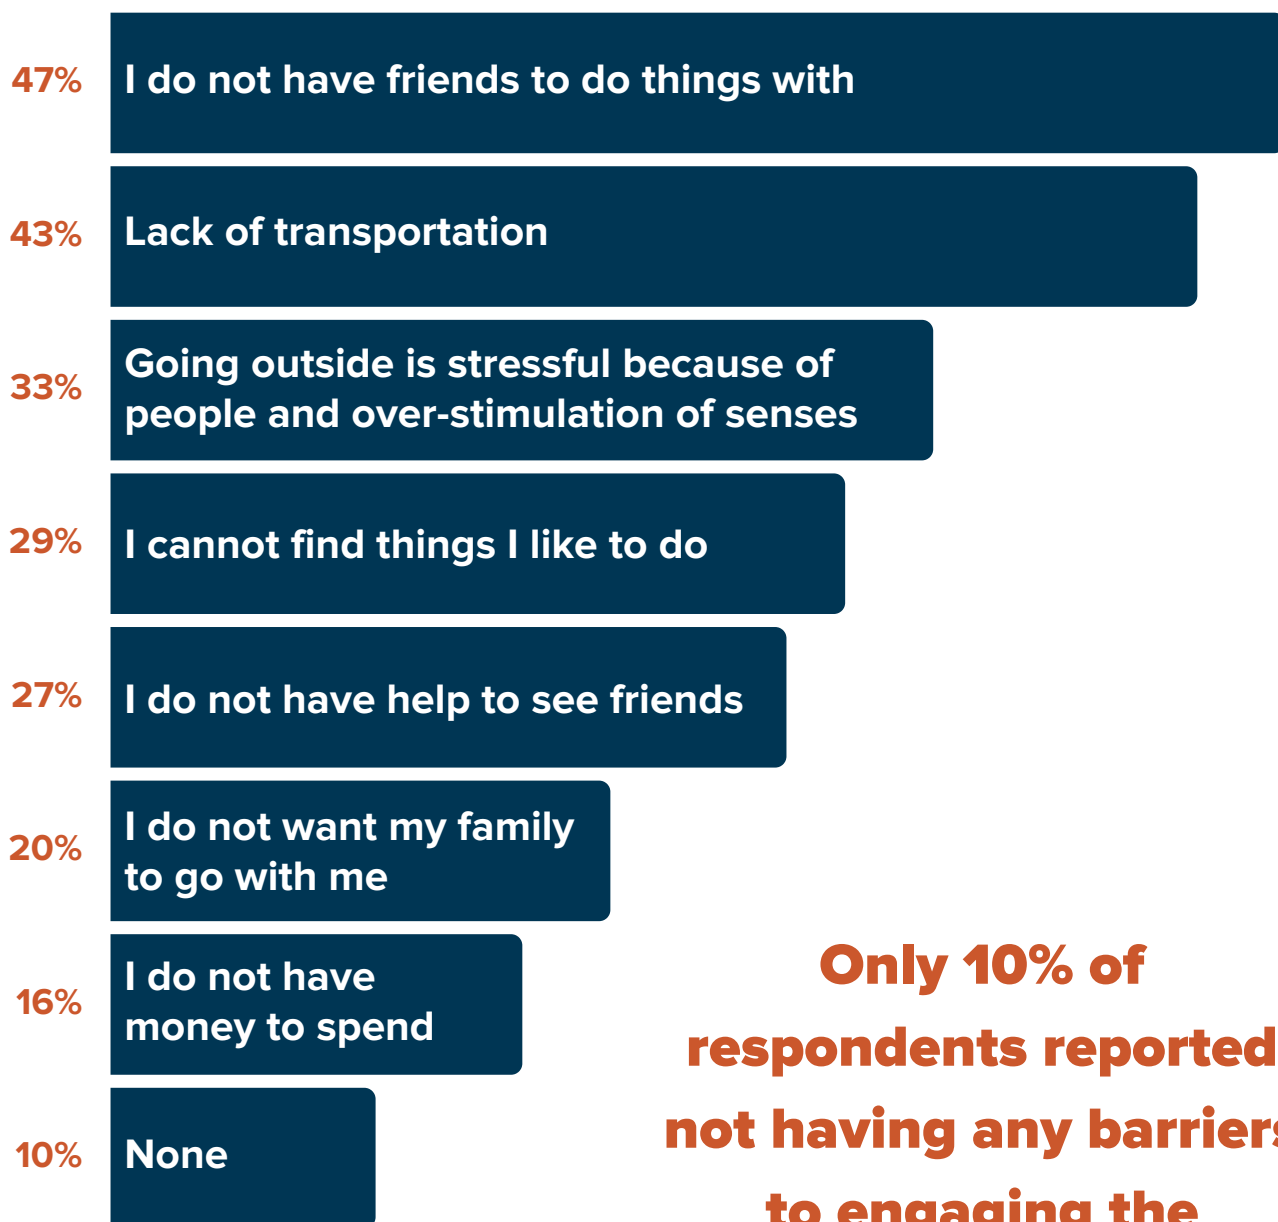 47% I do not have friends to do things with
43% Lack of transportation
33% Going outside is stressful because of
people and over-stimulation of senses
29% I cannot find things I like to do
27% I do not have help to see friends
20% I do not want my family
to go with me
16% I do not have
money to spend
10% None
Only 10% of
respondents reported
not having any barriers
to engaging the